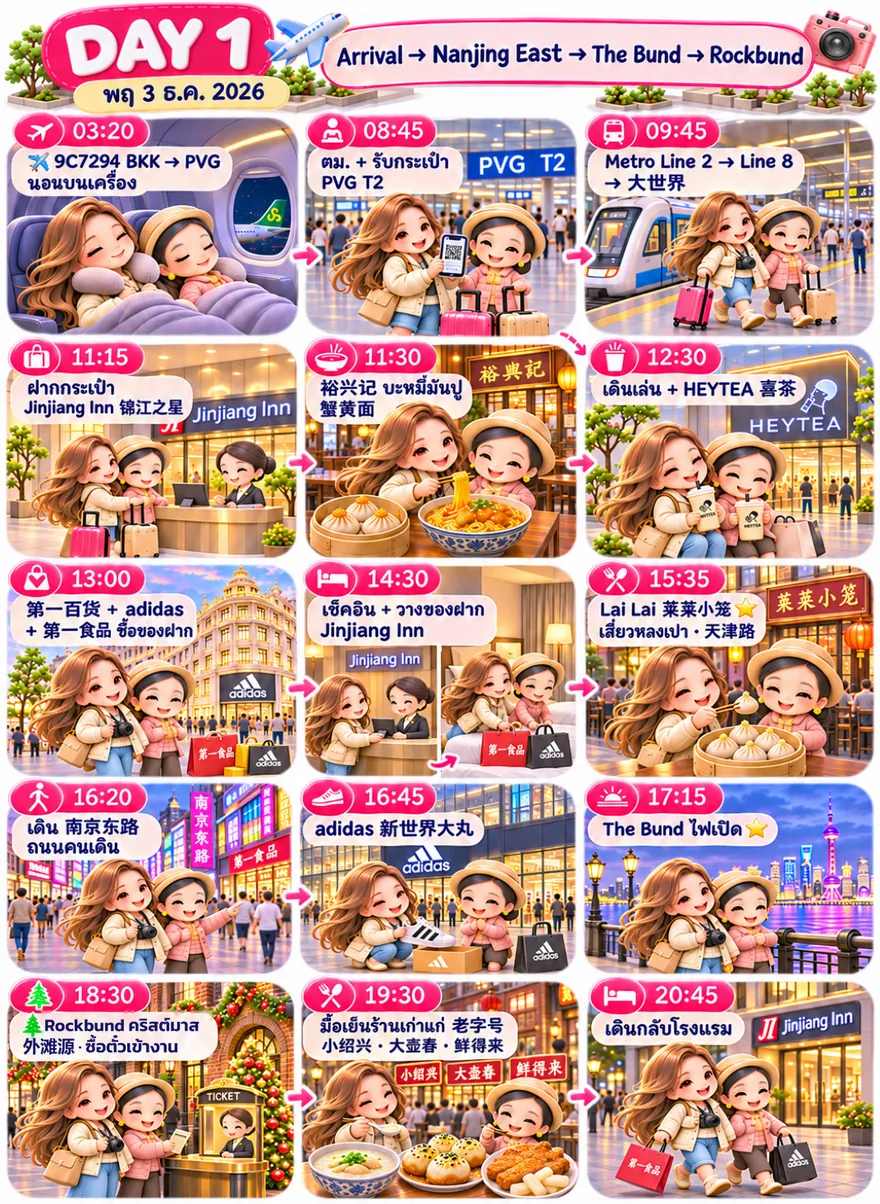 DAY 1
Arrival → Nanjing East → The Bund → Rockbund
พฤ 3 ธ.ค. 2026
03:20
9C7294 BKK → PVG
นอนบนเครื่อง
08:45
ตม. + รับกระเป๋า
PVG T2
PVG T2
09:45
Metro Line 2 → Line 8
→ 大世界
11:15
ฝากกระเป๋า
Jinjiang Inn 锦江之星
Jinjiang Inn
11:30
裕兴记 บะหมี่มันปู
蟹黄面
裕興記
12:30
เดินเล่น + HEYTEA 喜茶
HEYTEA
HEYTEA
HEYTEA
13:00
第一百货 + adidas
+ 第一食品 ซื้อของฝาก
adidas
第一食品
adidas
14:30
เช็คอิน + วางของฝาก
Jinjiang Inn
Jinjiang Inn
第一食品
adidas
15:35
Lai Lai 莱莱小笼
เสี่ยวหลงเปา · 天津路
莱莱小笼
16:20
เดิน 南京东路
ถนนคนเดิน
南京东路
第一食品
16:45
adidas 新世界大丸
adidas
adidas
17:15
The Bund ไฟเปิด
18:30
Rockbund คริสต์มาส
外滩源 · ซื้อตั๋วเข้างาน
TICKET
19:30
มื้อเย็นร้านเก่าแก่ 老字号
小绍兴 · 大壶春 · 鲜得来
小绍兴
大壶春
鲜得来
20:45
เดินกลับโรงแรม
Jinjiang Inn
第一食品
adidas